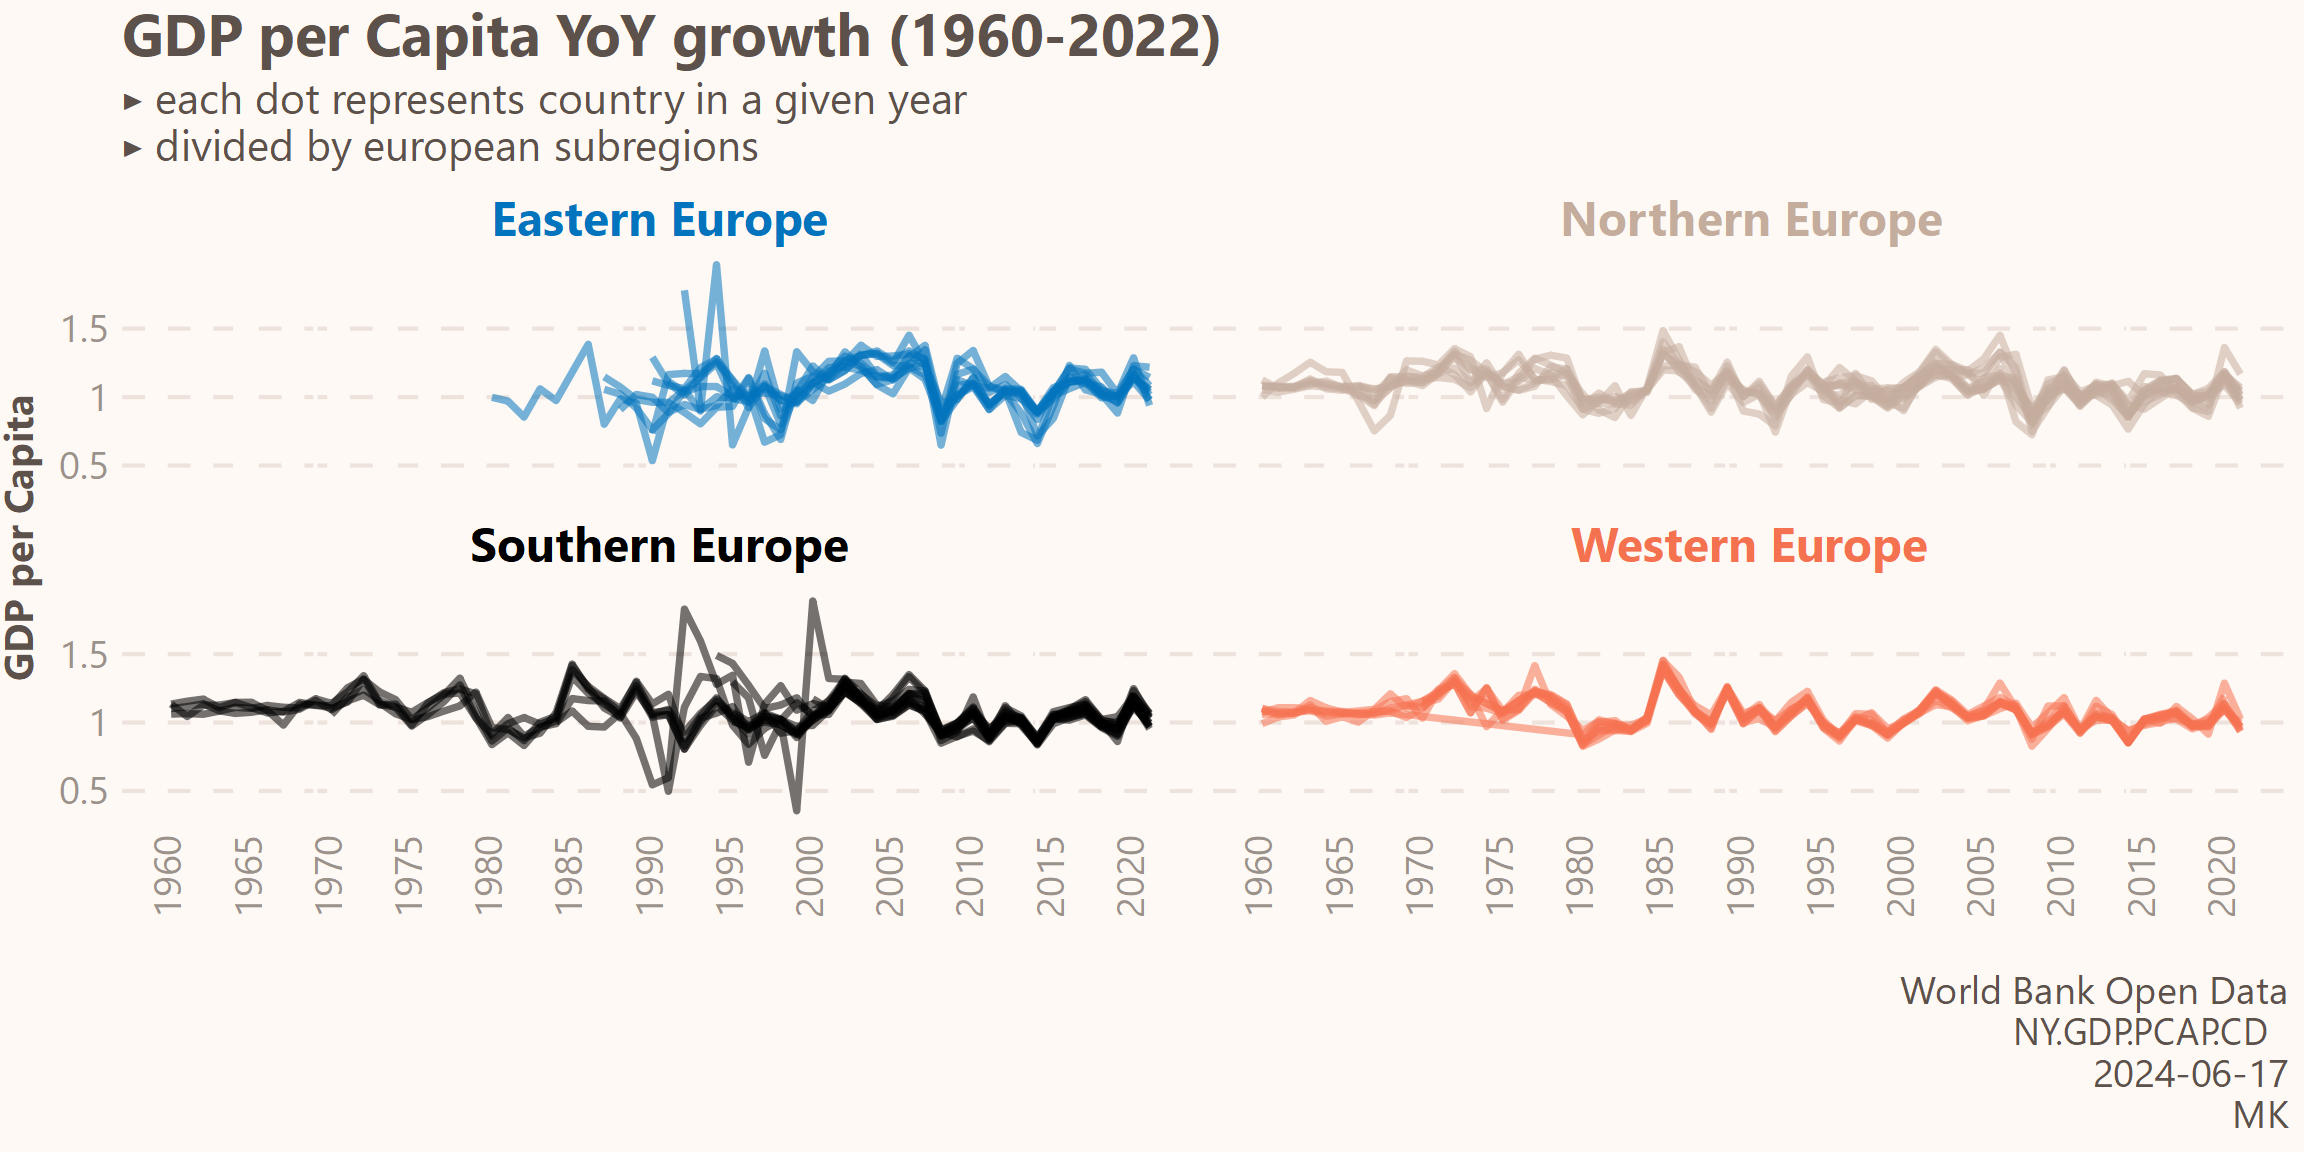 GDP per Capita YoY growth (1960-2022)
► each dot represents country in a given year
► divided by european subregions
Eastern Europe
Northern Europe
1.5
1
0.5
GDP per Capita
Southern Europe
Western Europe
1.5
1
0.5
1960 1965 1970 1975 1980 1985 1990 1995 2000 2005 2010 2015 2020
1960 1965 1970 1975 1980 1985 1990 1995 2000 2005 2010 2015 2020
World Bank Open Data
NY.GDP.PCAP.CD
2024-06-17
MK